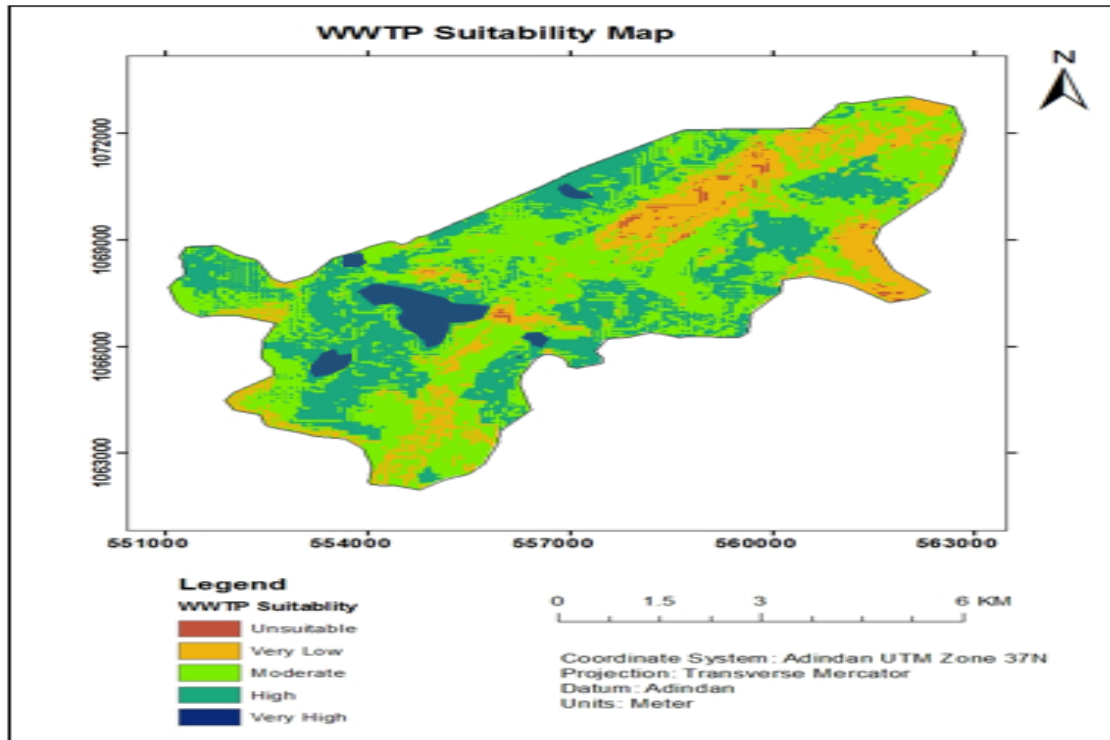 WWTP Suitability Map
N
1072000
1069000
1066000
1063000
551000 554000 557000 560000 563000
Legend
WWTP Suitablity
Unsuitable
Very Low
Moderate
High
Very High
0 1.5 3 6 KM
Coordinate System: Adindan UTM Zone 37N
Projection: Transverse Mercator
Datum: Adindan
Units: Meter